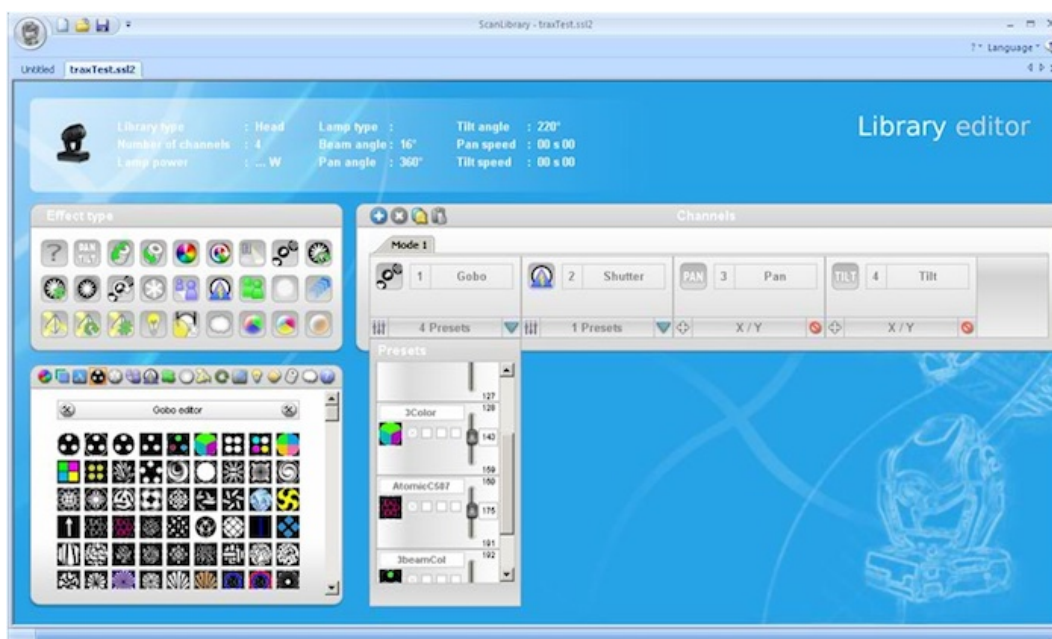 ScanLibrary - traxTest.ssl2
? Language
Untitled traxTest.ssl2
Library type : Head Lamp type : Tilt angle : 220°
Number of channels : 4 Beam angle : 16° Pan speed : 00 s 00
Lamp power : ... W Pan angle : 360° Tilt speed : 00 s 00
Library editor
Effect type
Channels
Mode 1
1 Gobo 2 Shutter PAN 3 Pan TILT 4 Tilt
4 Presets 1 Presets X / Y X / Y
PAN
TILT
Presets
127
3Color 128
143
159
AtomicC507 160
175
191
3beamCol 192
Gobo editor